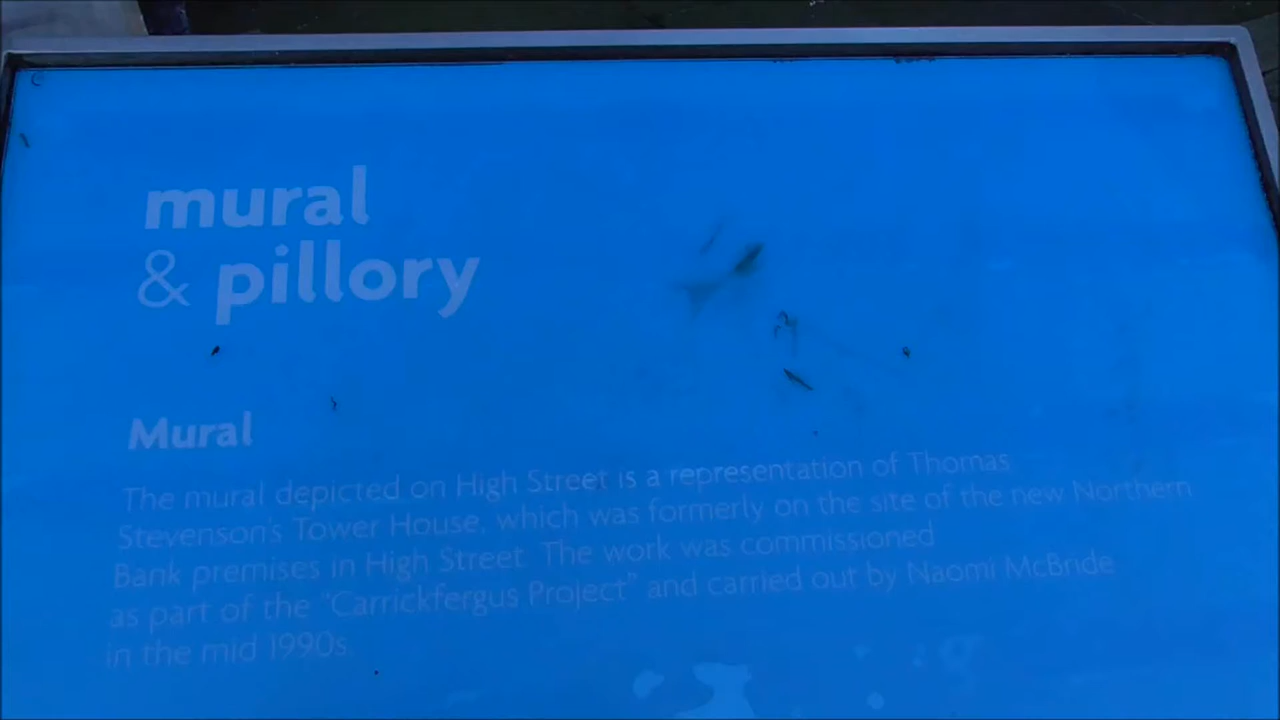 mural
& pillory
Mural
The mural depicted on High Street is a representation of Thomas
Stevenson's Tower House, which was formerly on the site of the new Northern
Bank premises in High Street. The work was commissioned
as part of the "Carrickfergus Project" and carried out by Naomi McBride
in the mid 1990s.